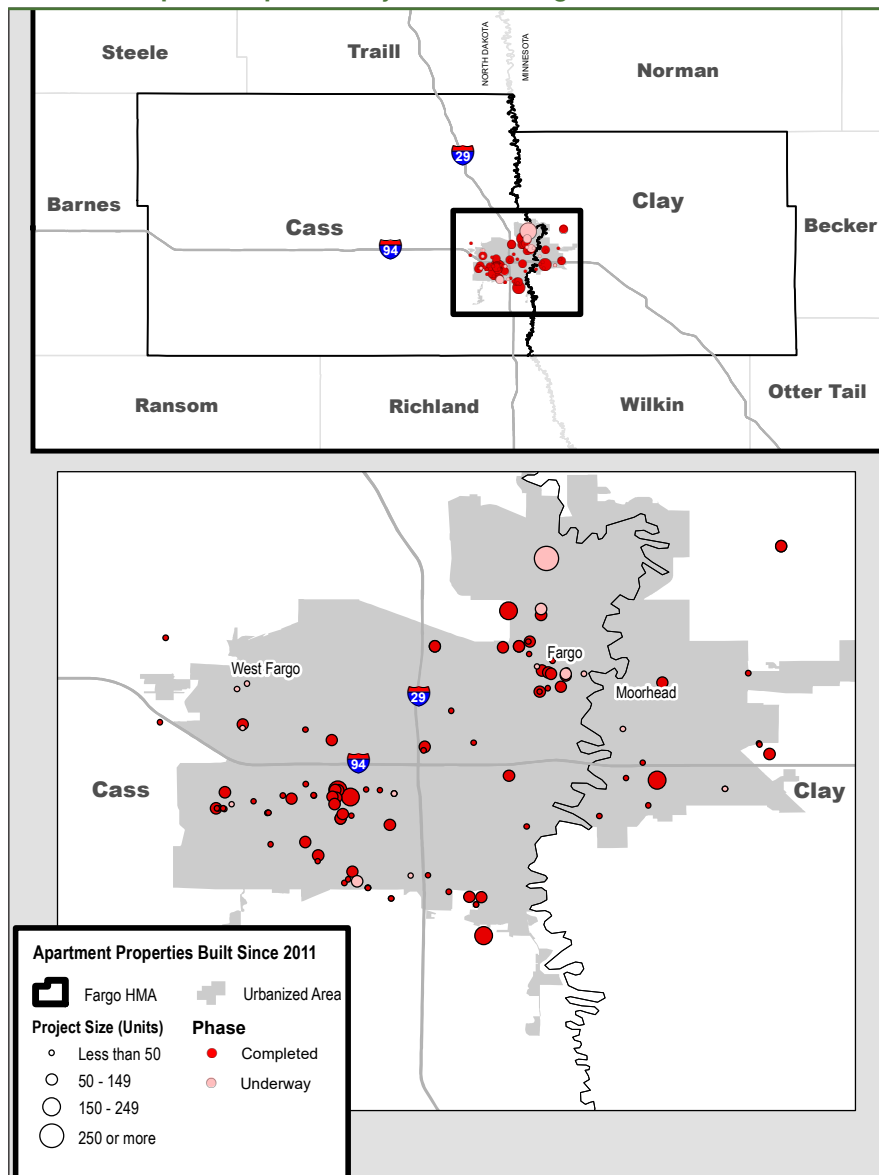 Steele
Traill
NORTH DAKOTA
MINNESOTA
Norman
29
Barnes
Cass
Clay
Becker
94
Ransom
Richland
Wilkin
Otter Tail
West Fargo
Fargo
Moorhead
29
94
Cass
Clay
Apartment Properties Built Since 2011
Fargo HMA
Urbanized Area
Project Size (Units)
Phase
Less than 50
Completed
50 - 149
Underway
150 - 249
250 or more